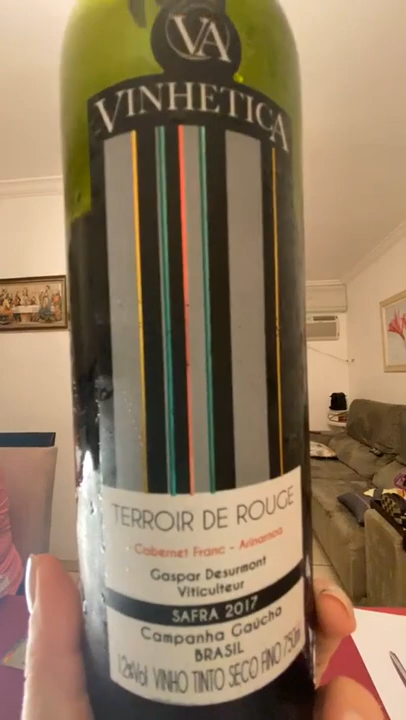 VA
VINHETICA
TERROIR DE ROUGE
Cabernet Franc - Arinarnoa
Gaspar Desurmont
Viticulteur
SAFRA 2017
Campanha Gaúcha
BRASIL
12%Vol VINHO TINTO SECO FINO 750ml